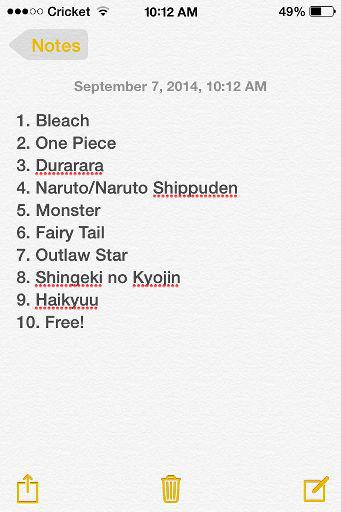 Cricket 10:12 AM 49%
Notes
September 7, 2014, 10:12 AM
1. Bleach
2. One Piece
3. Durarara
4. Naruto/Naruto Shippuden
5. Monster
6. Fairy Tail
7. Outlaw Star
8. Shingeki no Kyojin
9. Haikyuu
10. Free!